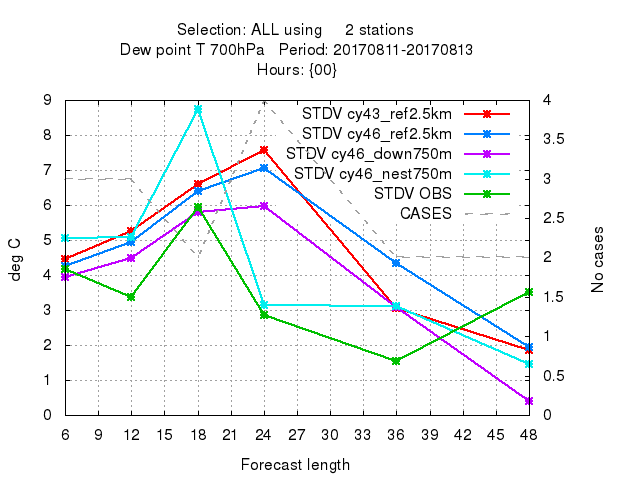 Selection: ALL using 2 stations
Dew point T 700hPa Period: 20170811-20170813
Hours: {00}
STDV cy43_ref2.5km
STDV cy46_ref2.5km
STDV cy46_down750m
STDV cy46_nest750m
STDV OBS
CASES
9
8
7
6
5
4
3
2
1
0
deg C
4
3.5
3
2.5
2
1.5
1
0.5
0
No cases
6 9 12 15 18 21 24 27 30 33 36 39 42 45 48
Forecast length